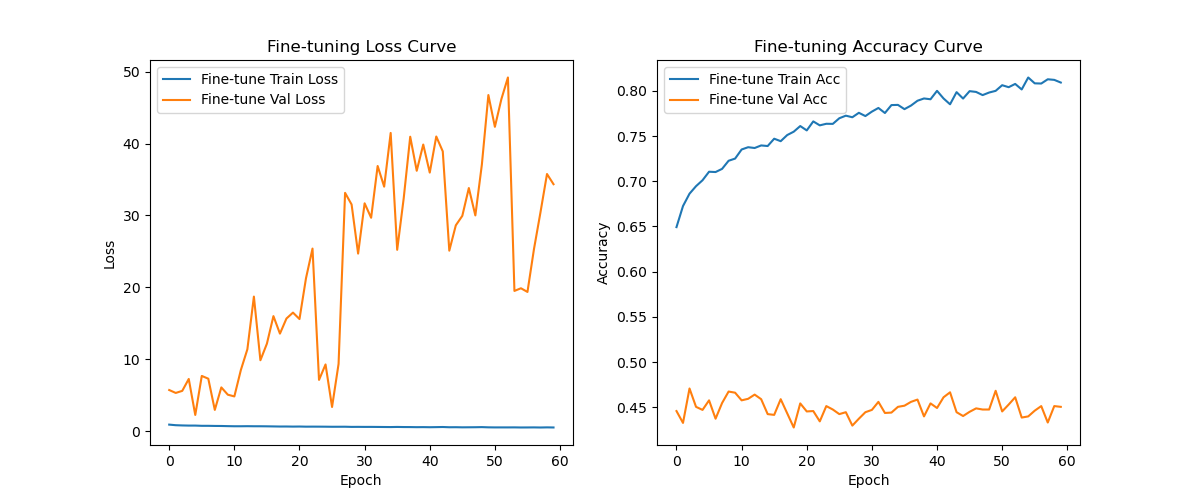 Fine-tuning Loss Curve
Fine-tune Train Loss
Fine-tune Val Loss
50
40
30
20
10
0
Loss
0 10 20 30 40 50 60
Epoch
Fine-tuning Accuracy Curve
Fine-tune Train Acc
Fine-tune Val Acc
0.80
0.75
0.70
0.65
0.60
0.55
0.50
0.45
Accuracy
0 10 20 30 40 50 60
Epoch